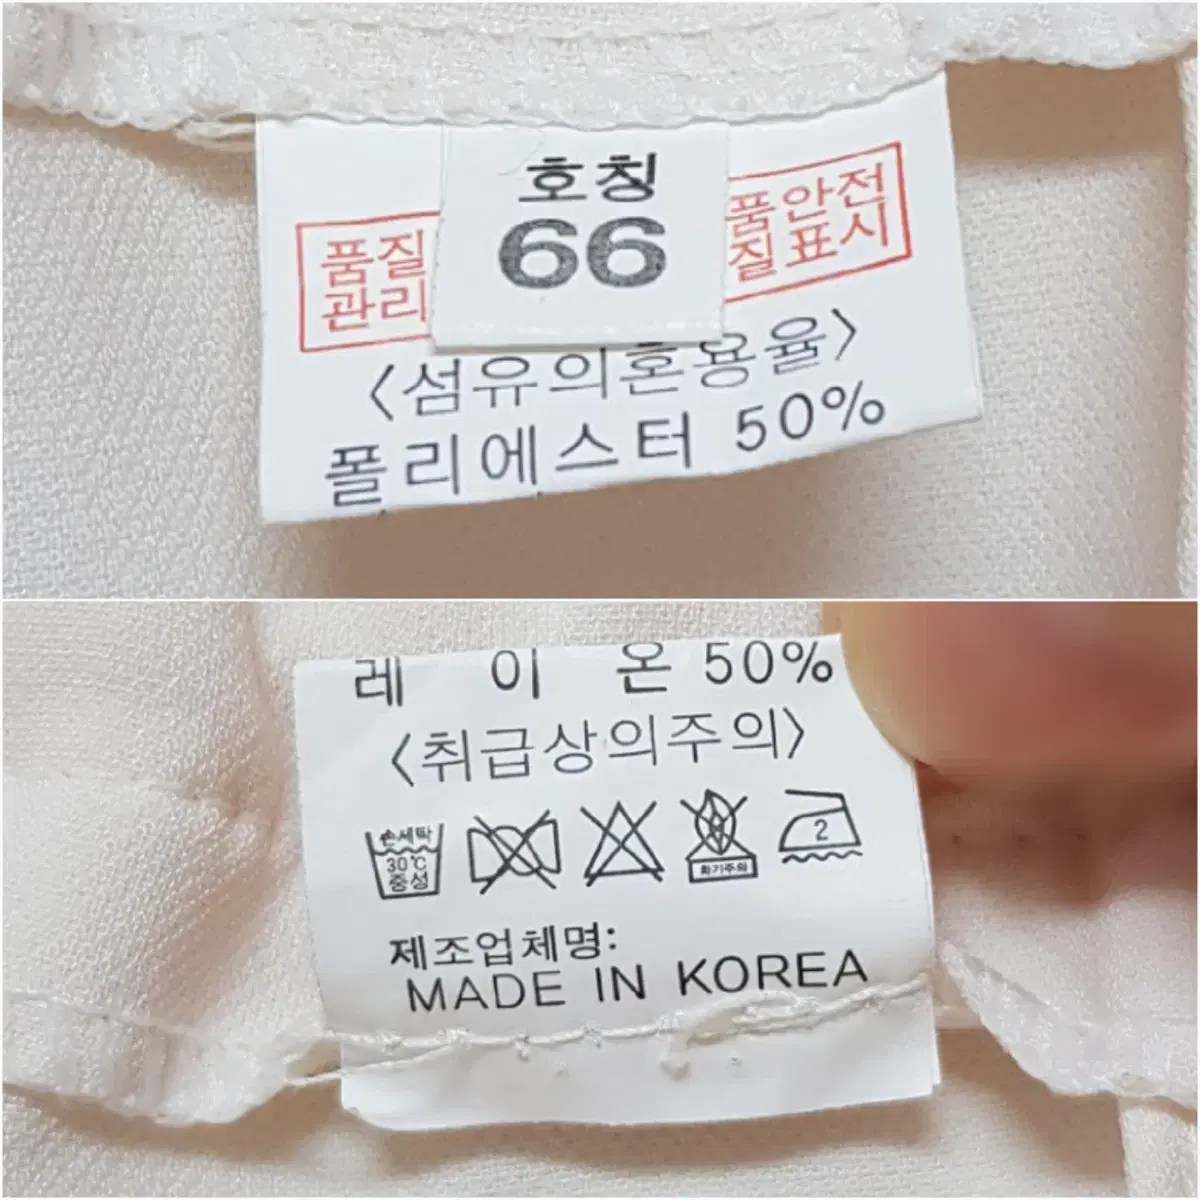 호칭
66
품질
관리
품안전
질표시
<섬유의혼용율>
폴리에스터 50%
레 이 온 50%
<취급상의주의>
손세탁
30℃
중성
화기주의
2
제조업체명:
MADE IN KOREA